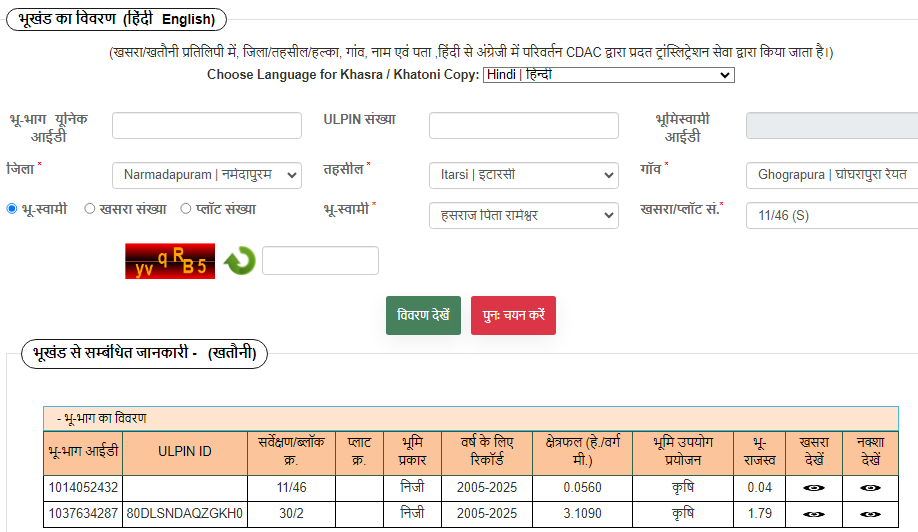 भूखंड का विवरण (हिंदी English)
(खसरा/खतौनी प्रतिलिपी में, जिला/तहसील/हल्का, गांव, नाम एवं पता ,हिंदी से अंग्रेजी में परिवर्तन CDAC द्वारा प्रदत ट्रांस्लिट्रेशन सेवा द्वारा किया जाता है।)
Choose Language for Khasra / Khatoni Copy: Hindi | हिन्दी
भू-भाग यूनिक आईडी ULPIN संख्या भूमिस्वामी आईडी
जिला * Narmadapuram | नर्मदापुरम तहसील * Itarsi | इटारसी गाँव * Ghograpura | घोघरापुरा रैयत
भू-स्वामी खसरा संख्या प्लॉट संख्या भू-स्वामी * हसराज पिता रामेश्वर खसरा/प्लॉट सं.* 11/46 (S)
yv q R B 5
विवरण देखें पुनः चयन करें
भूखंड से सम्बंधित जानकारी - (खतौनी)
- भू-भाग का विवरण
भू-भाग आईडी ULPIN ID सर्वेक्षण/ब्लॉक क्र. प्लाट क्र. भूमि प्रकार वर्ष के लिए रिकॉर्ड क्षेत्रफल (हे./वर्ग मी.) भूमि उपयोग प्रयोजन भू-राजस्व खसरा देखें नक्शा देखें
1014052432 11/46 निजी 2005-2025 0.0560 कृषि 0.04
1037634287 80DLSNDAQZGKH0 30/2 निजी 2005-2025 3.1090 कृषि 1.79